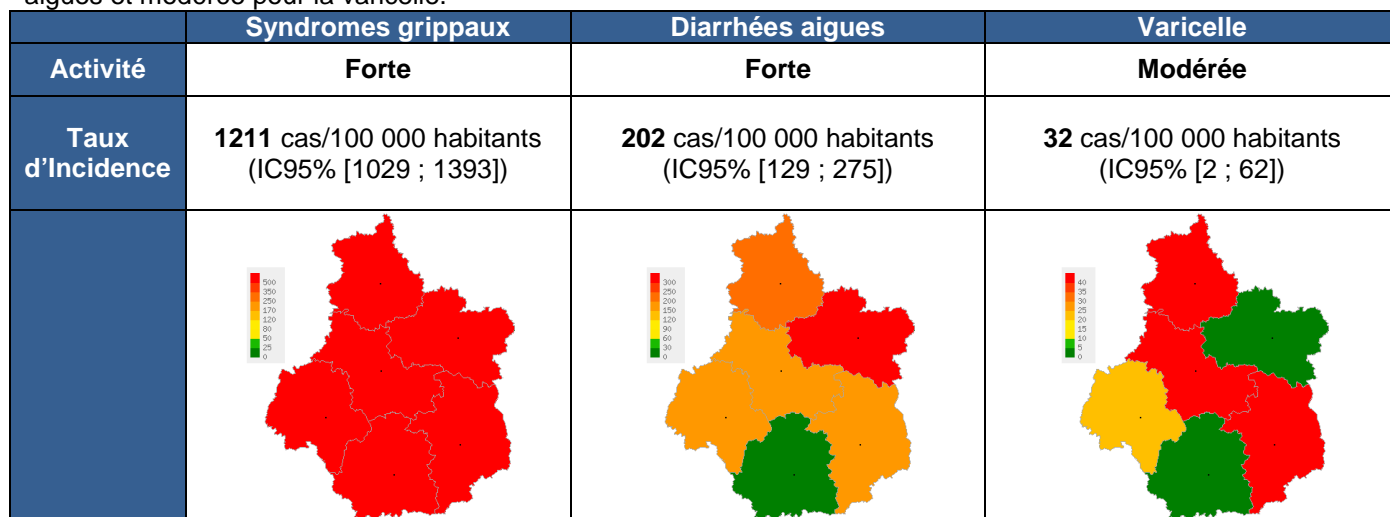 aigues et modérée pour la varicelle.
Syndromes grippaux Diarrhées aigues Varicelle
Activité Forte Forte Modérée
Taux d'Incidence
1211 cas/100 000 habitants
(IC95% [1029 ; 1393])
202 cas/100 000 habitants
(IC95% [129 ; 275])
32 cas/100 000 habitants
(IC95% [2 ; 62])
500
350
250
170
120
80
50
25
0
300
250
200
150
120
90
60
30
0
40
35
30
25
20
15
10
5
0